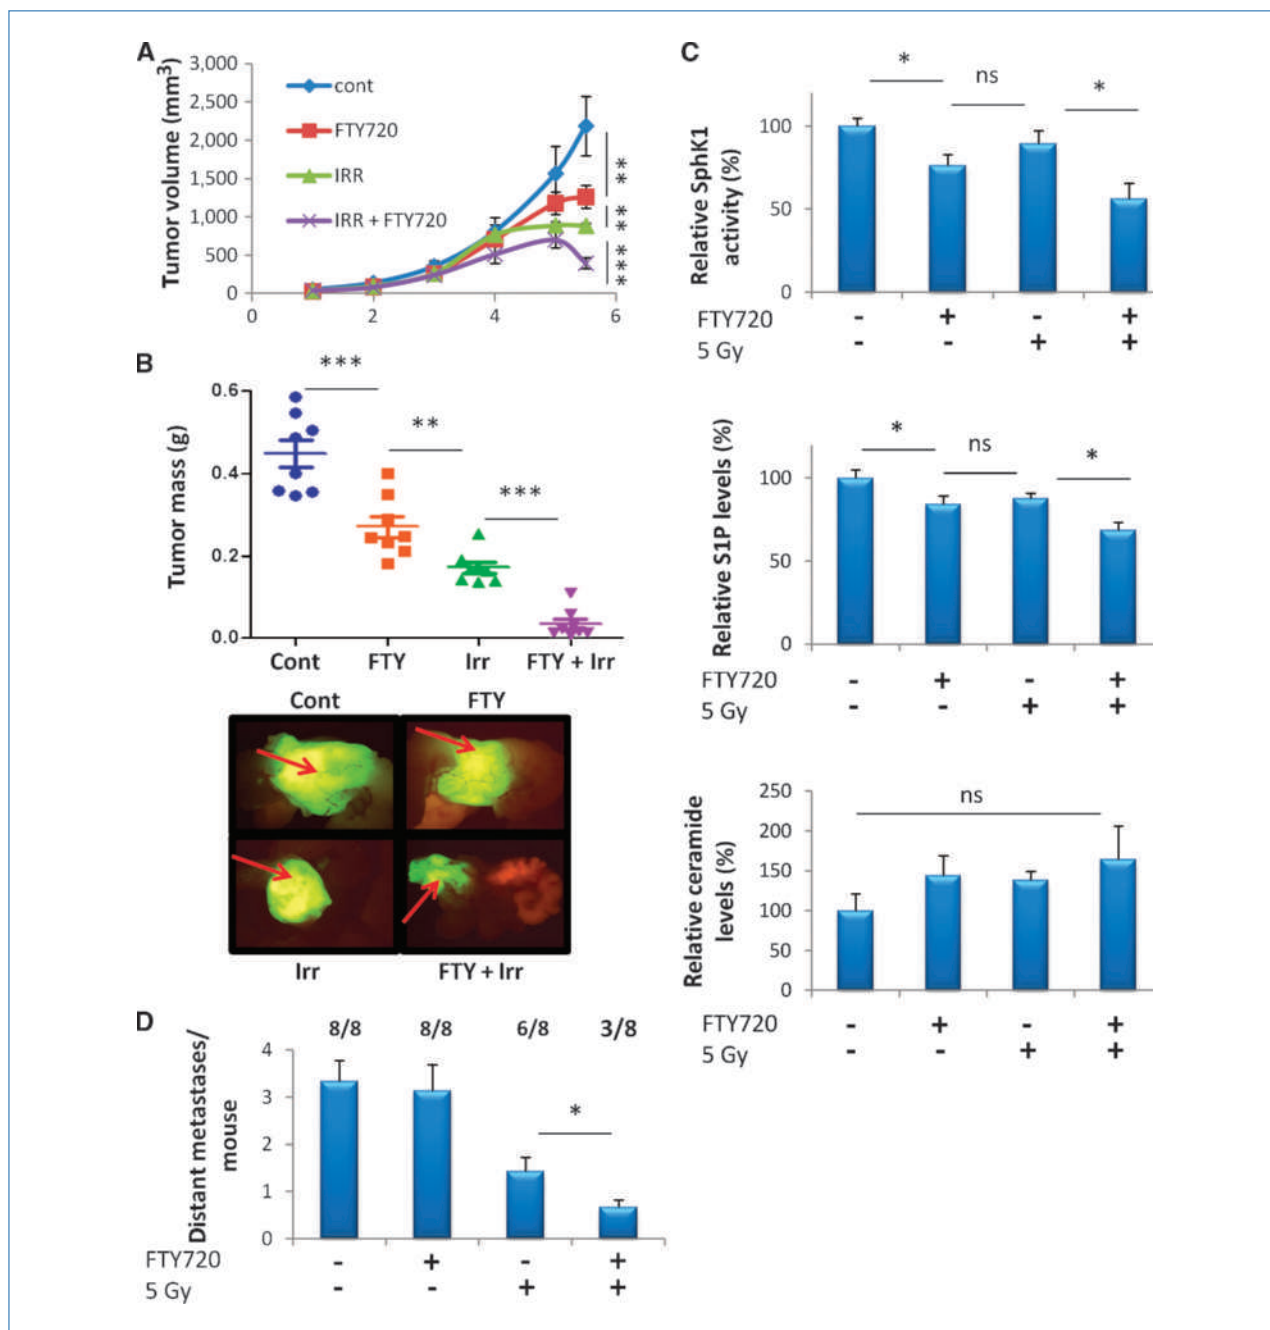 A
Tumor volume (mm3)
3,000
2,500
2,000
1,500
1,000
500
0
0
2
4
6
cont
FTY720
IRR
IRR + FTY720
**
**
***
B
Tumor mass (g)
0.6
0.4
0.2
0.0
***
**
***
Cont
FTY
Irr
FTY + Irr
Cont
FTY
Irr
FTY + Irr
C
Relative SphK1
activity (%)
100
50
0
*
ns
*
FTY720 - + - +
5 Gy - - + +
Relative S1P levels (%)
100
50
0
*
ns
*
FTY720 - + - +
5 Gy - - + +
Relative ceramide
levels (%)
250
200
150
100
50
0
ns
FTY720 - + - +
5 Gy - - + +
D
Distant metastases/
mouse
8/8 8/8 6/8 3/8
4
3
2
1
0
*
FTY720 - + - +
5 Gy - - + +